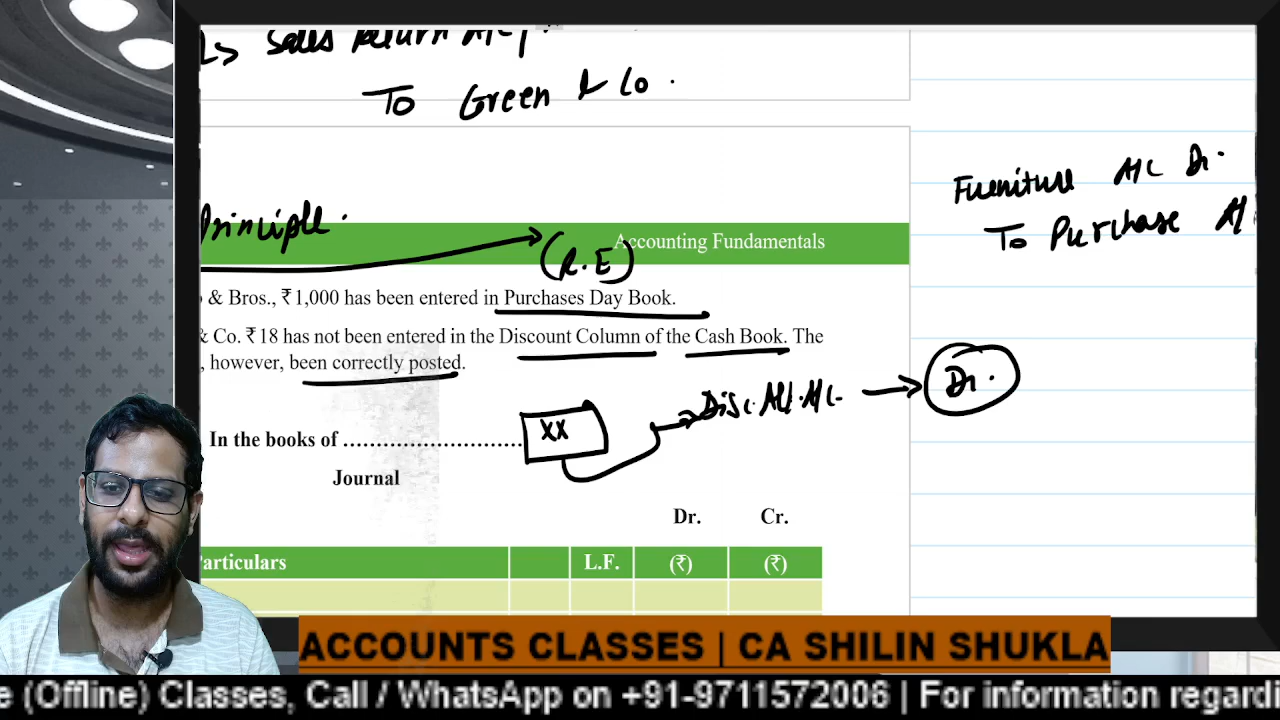 Sales Return A/c
To Green & Co.
Furniture A/c Dr.
To Purchase A/
Principle.
Accounting Fundamentals
(R.E)
& Bros., ₹1,000 has been entered in Purchases Day Book.
& Co. ₹18 has not been entered in the Discount Column of the Cash Book. The
, however, been correctly posted.
Disc. All. A/c. Dr.
In the books of ............................ XX
Journal
Dr. Cr.
Particulars L.F. (₹) (₹)
ACCOUNTS CLASSES | CA SHILIN SHUKLA
e (Offline) Classes, Call / WhatsApp on +91-9711572006 | For information regardi